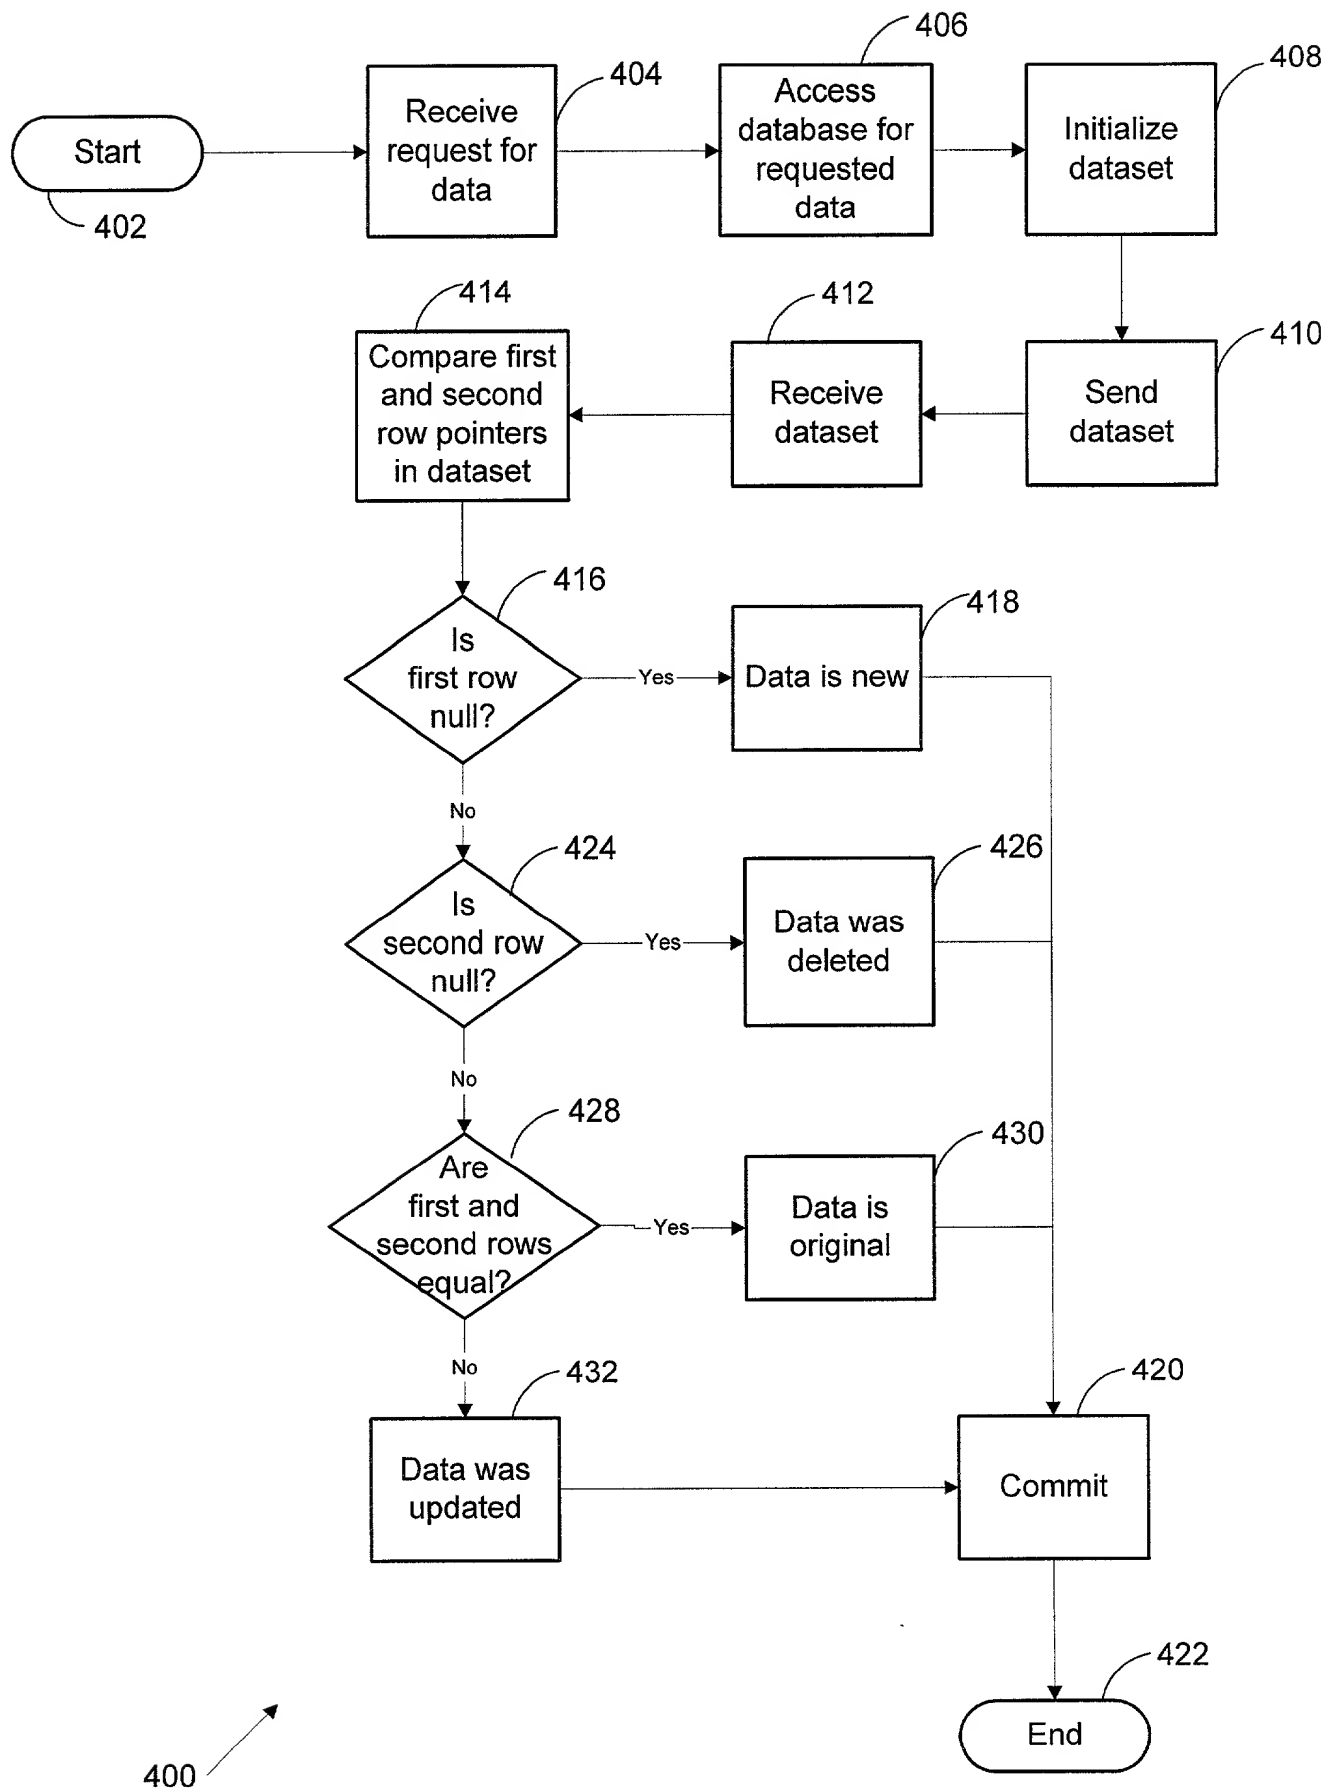 406
404
408
Start
Receive
request for
data
Access
database for
requested
data
Initialize
dataset
402
414
412
410
Compare first
and second
row pointers
in dataset
Receive
dataset
Send
dataset
416
418
Is
first row
null?
Yes
Data is new
No
424
426
Is
second row
null?
Yes
Data was
deleted
No
428
430
Are
first and
second rows
equal?
Yes
Data is
original
No
432
420
Data was
updated
Commit
422
End
400